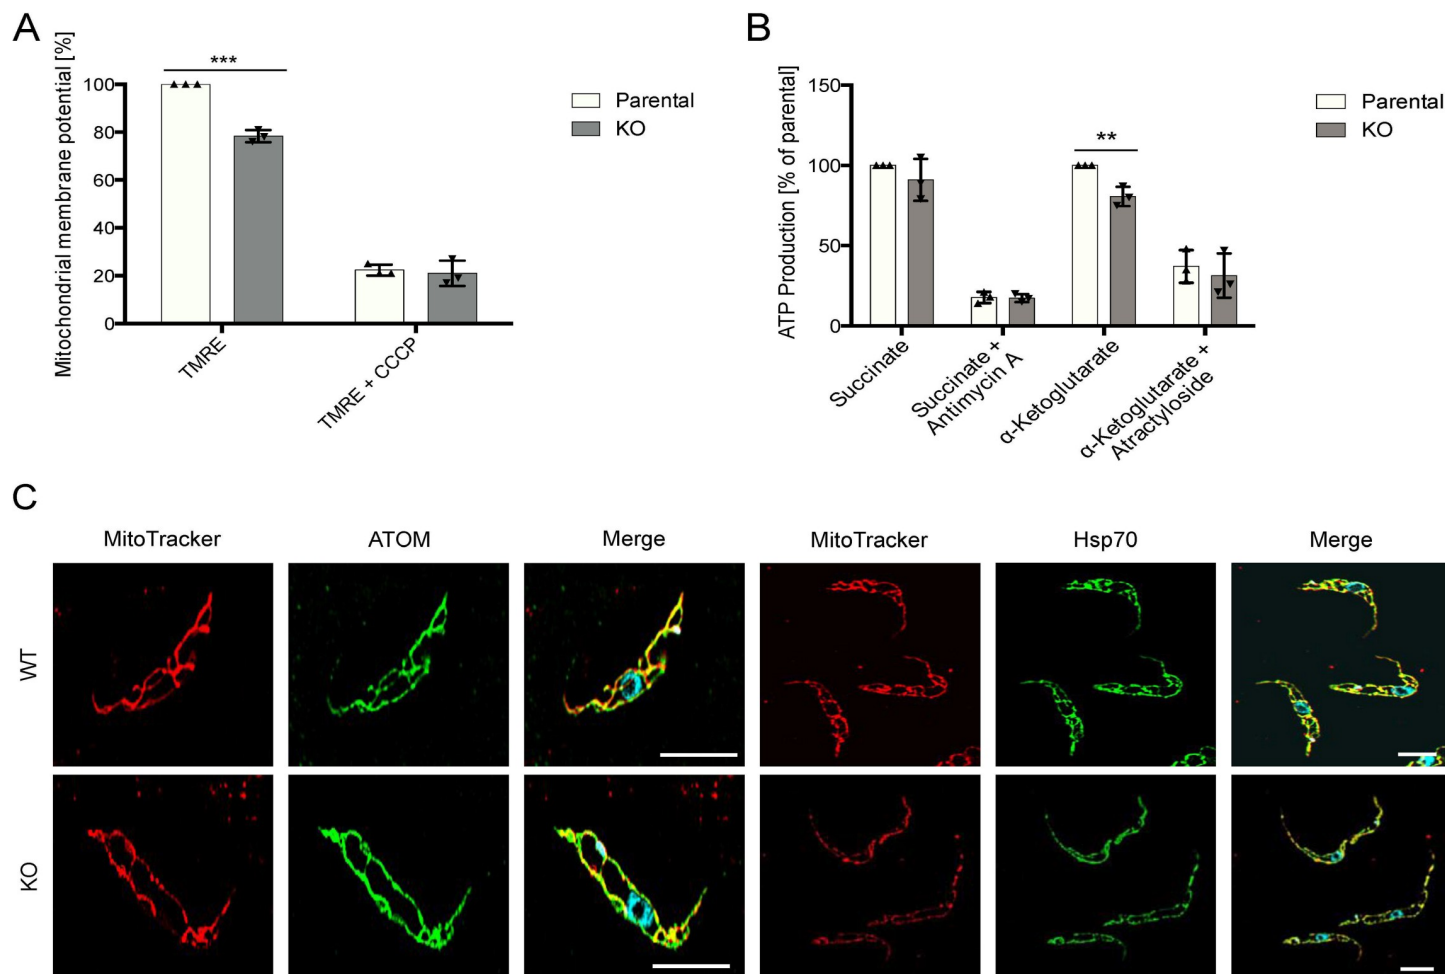 A
Mitochondrial membrane potential [%]
100
80
60
40
20
0
***
TMRE
TMRE + CCCP
Parental
KO
B
ATP Production [% of parental]
150
100
50
0
**
Succinate
Succinate +
Antimycin A
α-Ketoglutarate
α-Ketoglutarate +
Atractyloside
Parental
KO
C
MitoTracker
ATOM
Merge
MitoTracker
Hsp70
Merge
WT
KO